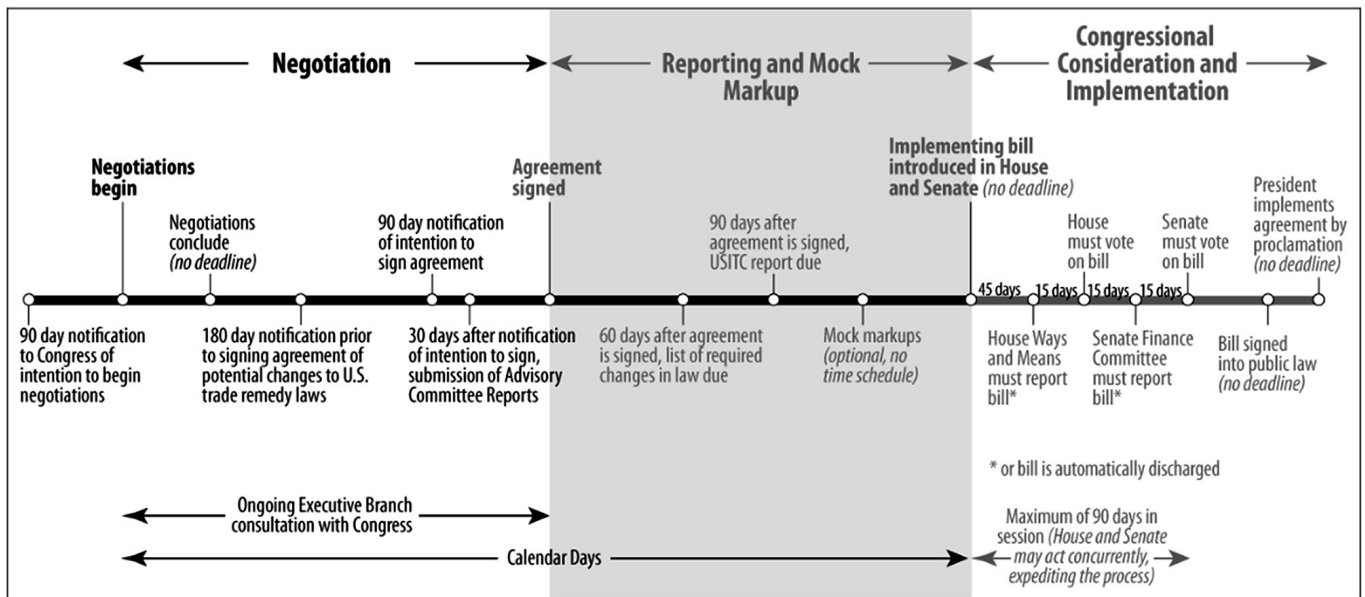 Negotiation
Reporting and Mock
Markup
Congressional
Consideration and
Implementation
Negotiations
begin
Agreement
signed
Implementing bill
introduced in House
and Senate (no deadline)
Negotiations
conclude
(no deadline)
90 day notification
of intention to
sign agreement
90 days after
agreement is signed,
USITC report due
House
must vote
on bill
Senate
must vote
on bill
President
implements
agreement by
proclamation
(no deadline)
45 days
15 days
15 days
15 days
90 day notification
to Congress of
intention to begin
negotiations
180 day notification prior
to signing agreement of
potential changes to U.S.
trade remedy laws
30 days after notification
of intention to sign,
submission of Advisory
Committee Reports
60 days after agreement
is signed, list of required
changes in law due
Mock markups
(optional, no
time schedule)
House Ways
and Means
must report
bill*
Senate Finance
Committee
must report
bill*
Bill signed
into public law
(no deadline)
* or bill is automatically discharged
Ongoing Executive Branch
consultation with Congress
Calendar Days
Maximum of 90 days in
session (House and Senate
may act concurrently,
expediting the process)